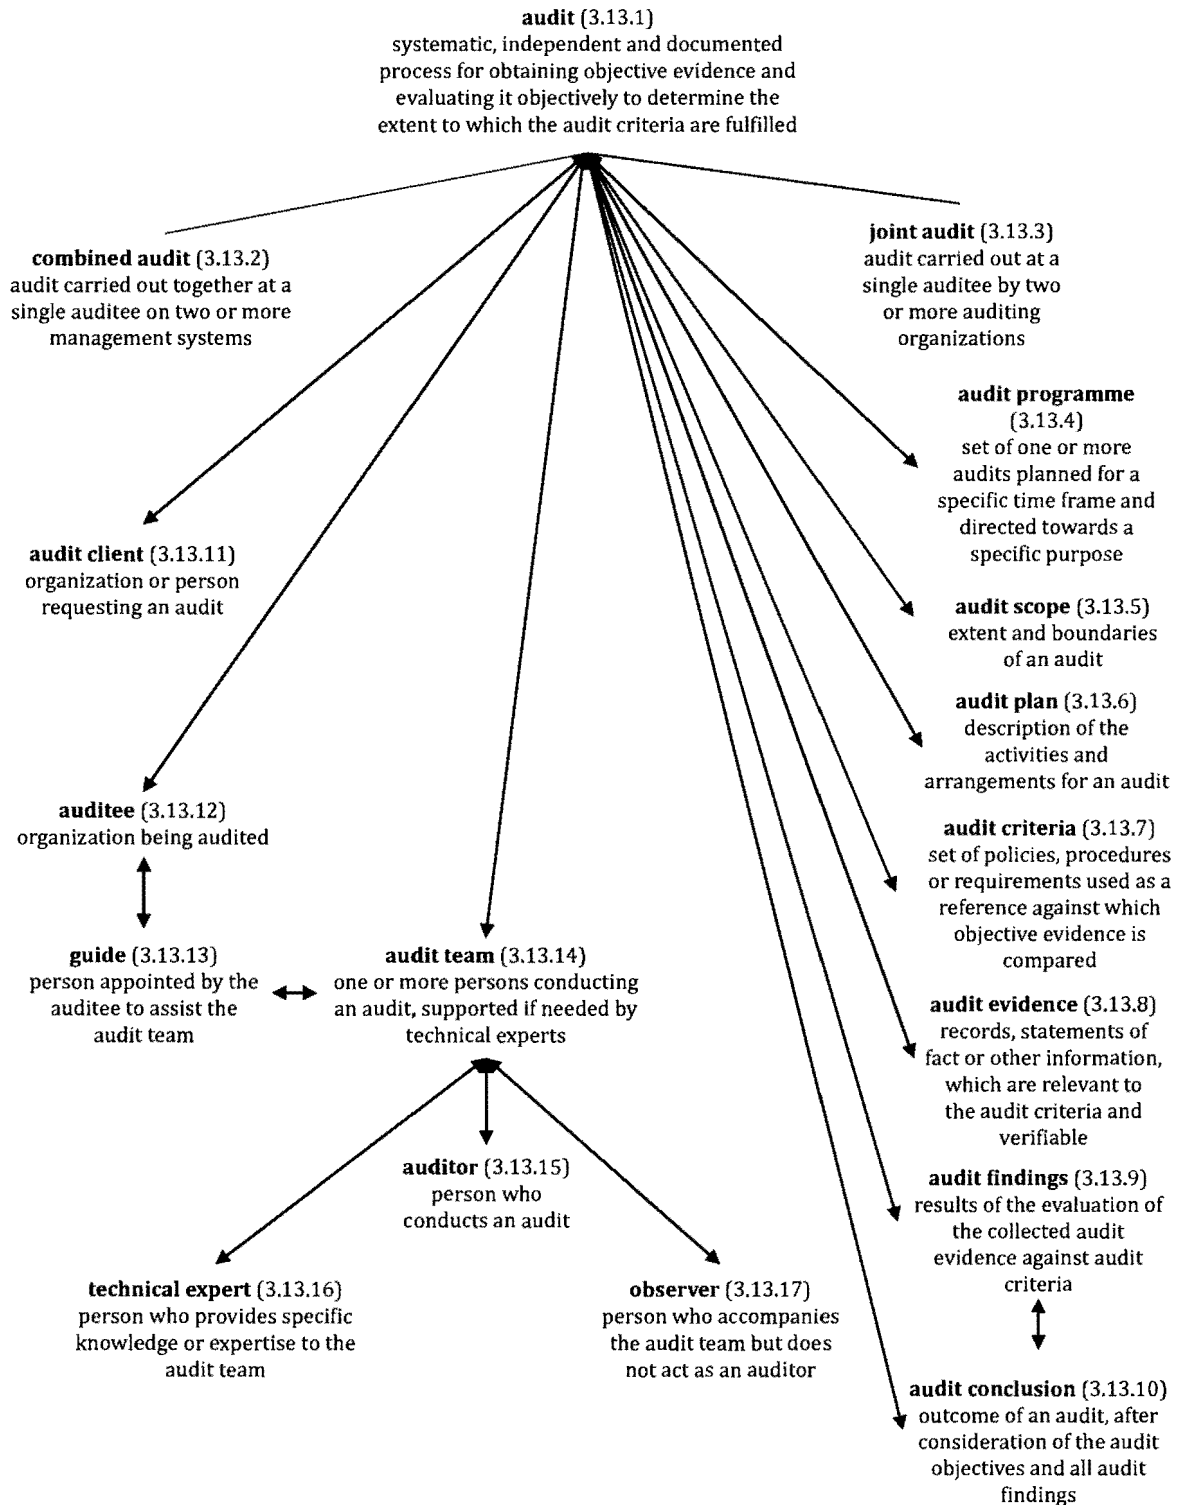 audit (3.13.1)
systematic, independent and documented
process for obtaining objective evidence and
evaluating it objectively to determine the
extent to which the audit criteria are fulfilled
combined audit (3.13.2)
audit carried out together at a
single auditee on two or more
management systems
joint audit (3.13.3)
audit carried out at a
single auditee by two
or more auditing
organizations
audit programme
(3.13.4)
set of one or more
audits planned for a
specific time frame and
directed towards a
specific purpose
audit client (3.13.11)
organization or person
requesting an audit
audit scope (3.13.5)
extent and boundaries
of an audit
audit plan (3.13.6)
description of the
activities and
arrangements for an audit
auditee (3.13.12)
organization being audited
audit criteria (3.13.7)
set of policies, procedures
or requirements used as a
reference against which
objective evidence is
compared
guide (3.13.13)
person appointed by the
auditee to assist the
audit team
audit team (3.13.14)
one or more persons conducting
an audit, supported if needed by
technical experts
audit evidence (3.13.8)
records, statements of
fact or other information,
which are relevant to
the audit criteria and
verifiable
auditor (3.13.15)
person who
conducts an audit
audit findings (3.13.9)
results of the evaluation of
the collected audit
evidence against audit
criteria
technical expert (3.13.16)
person who provides specific
knowledge or expertise to the
audit team
observer (3.13.17)
person who accompanies
the audit team but does
not act as an auditor
audit conclusion (3.13.10)
outcome of an audit, after
consideration of the audit
objectives and all audit
findings